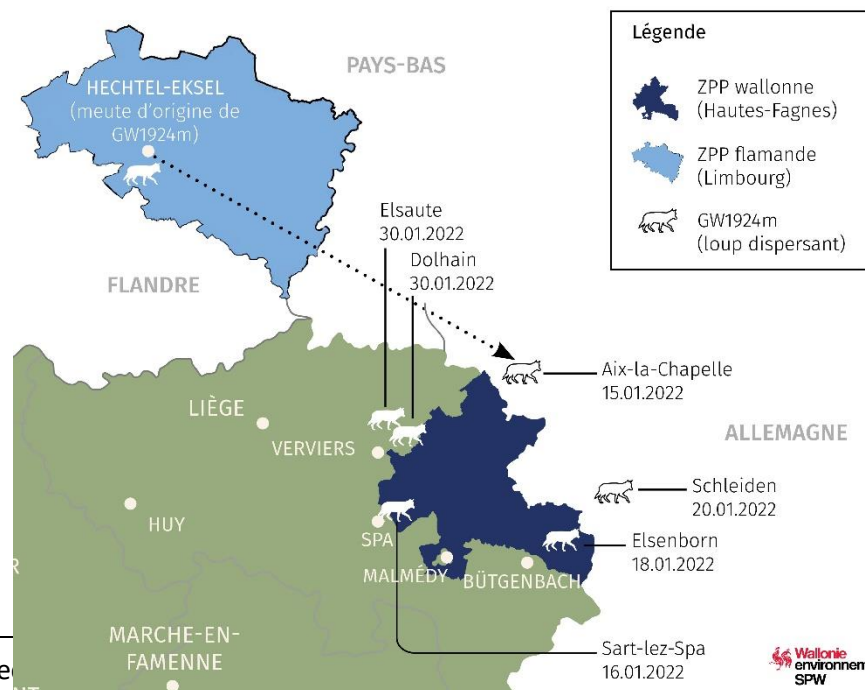 PAYS-BAS
HECHTEL-EKSEL
(meute d'origine de
GW1924m)
Légende
ZPP wallonne
(Hautes-Fagnes)
ZPP flamande
(Limbourg)
GW1924m
(loup dispersant)
Elsaute
30.01.2022
Dolhain
30.01.2022
FLANDRE
Aix-la-Chapelle
15.01.2022
LIÈGE
VERVIERS
ALLEMAGNE
Schleiden
20.01.2022
HUY
SPA
Elsenborn
18.01.2022
MALMÉDY
BÜTGENBACH
MARCHE-EN-
FAMENNE
Sart-lez-Spa
16.01.2022
Wallonie
environnem
SPW